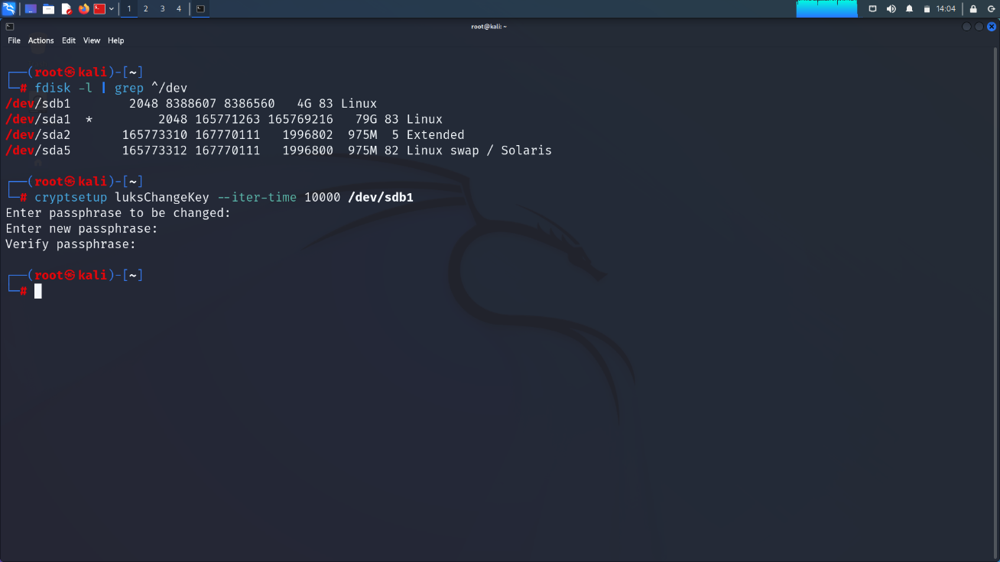 1 2 3 4 14:04
root@kali: ~
File Actions Edit View Help
┌──(root㉿kali)-[~]
└─# fdisk -l | grep ^/dev
/dev/sdb1 2048 8388607 8386560 4G 83 Linux
/dev/sda1 * 2048 165771263 165769216 79G 83 Linux
/dev/sda2 165773310 167770111 1996802 975M 5 Extended
/dev/sda5 165773312 167770111 1996800 975M 82 Linux swap / Solaris
┌──(root㉿kali)-[~]
└─# cryptsetup luksChangeKey --iter-time 10000 /dev/sdb1
Enter passphrase to be changed:
Enter new passphrase:
Verify passphrase:
┌──(root㉿kali)-[~]
└─#